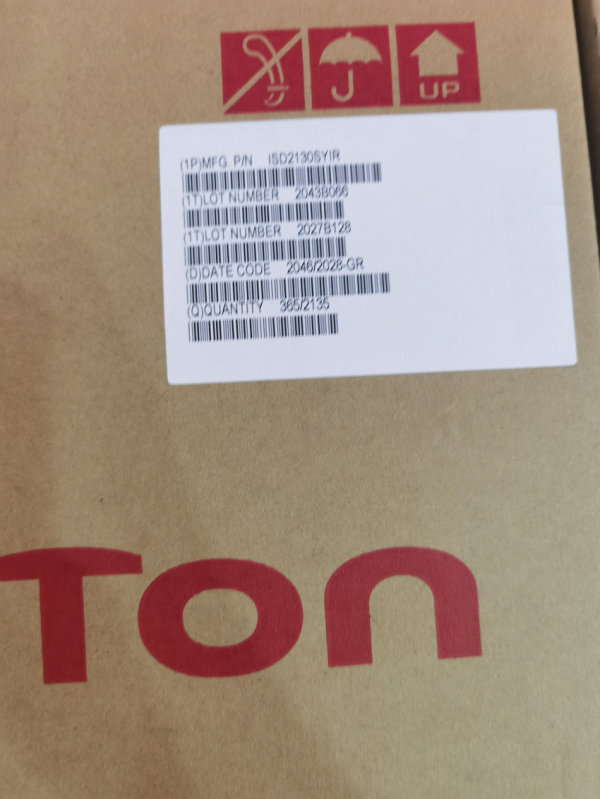 UP
(1P)MFG. P/N ISD2130SYIR
(1T)LOT NUMBER 2043B066
(1T)LOT NUMBER 2027B128
(D)DATE CODE 2046/2028-GR
(Q)QUANTITY 365/2135
Ton